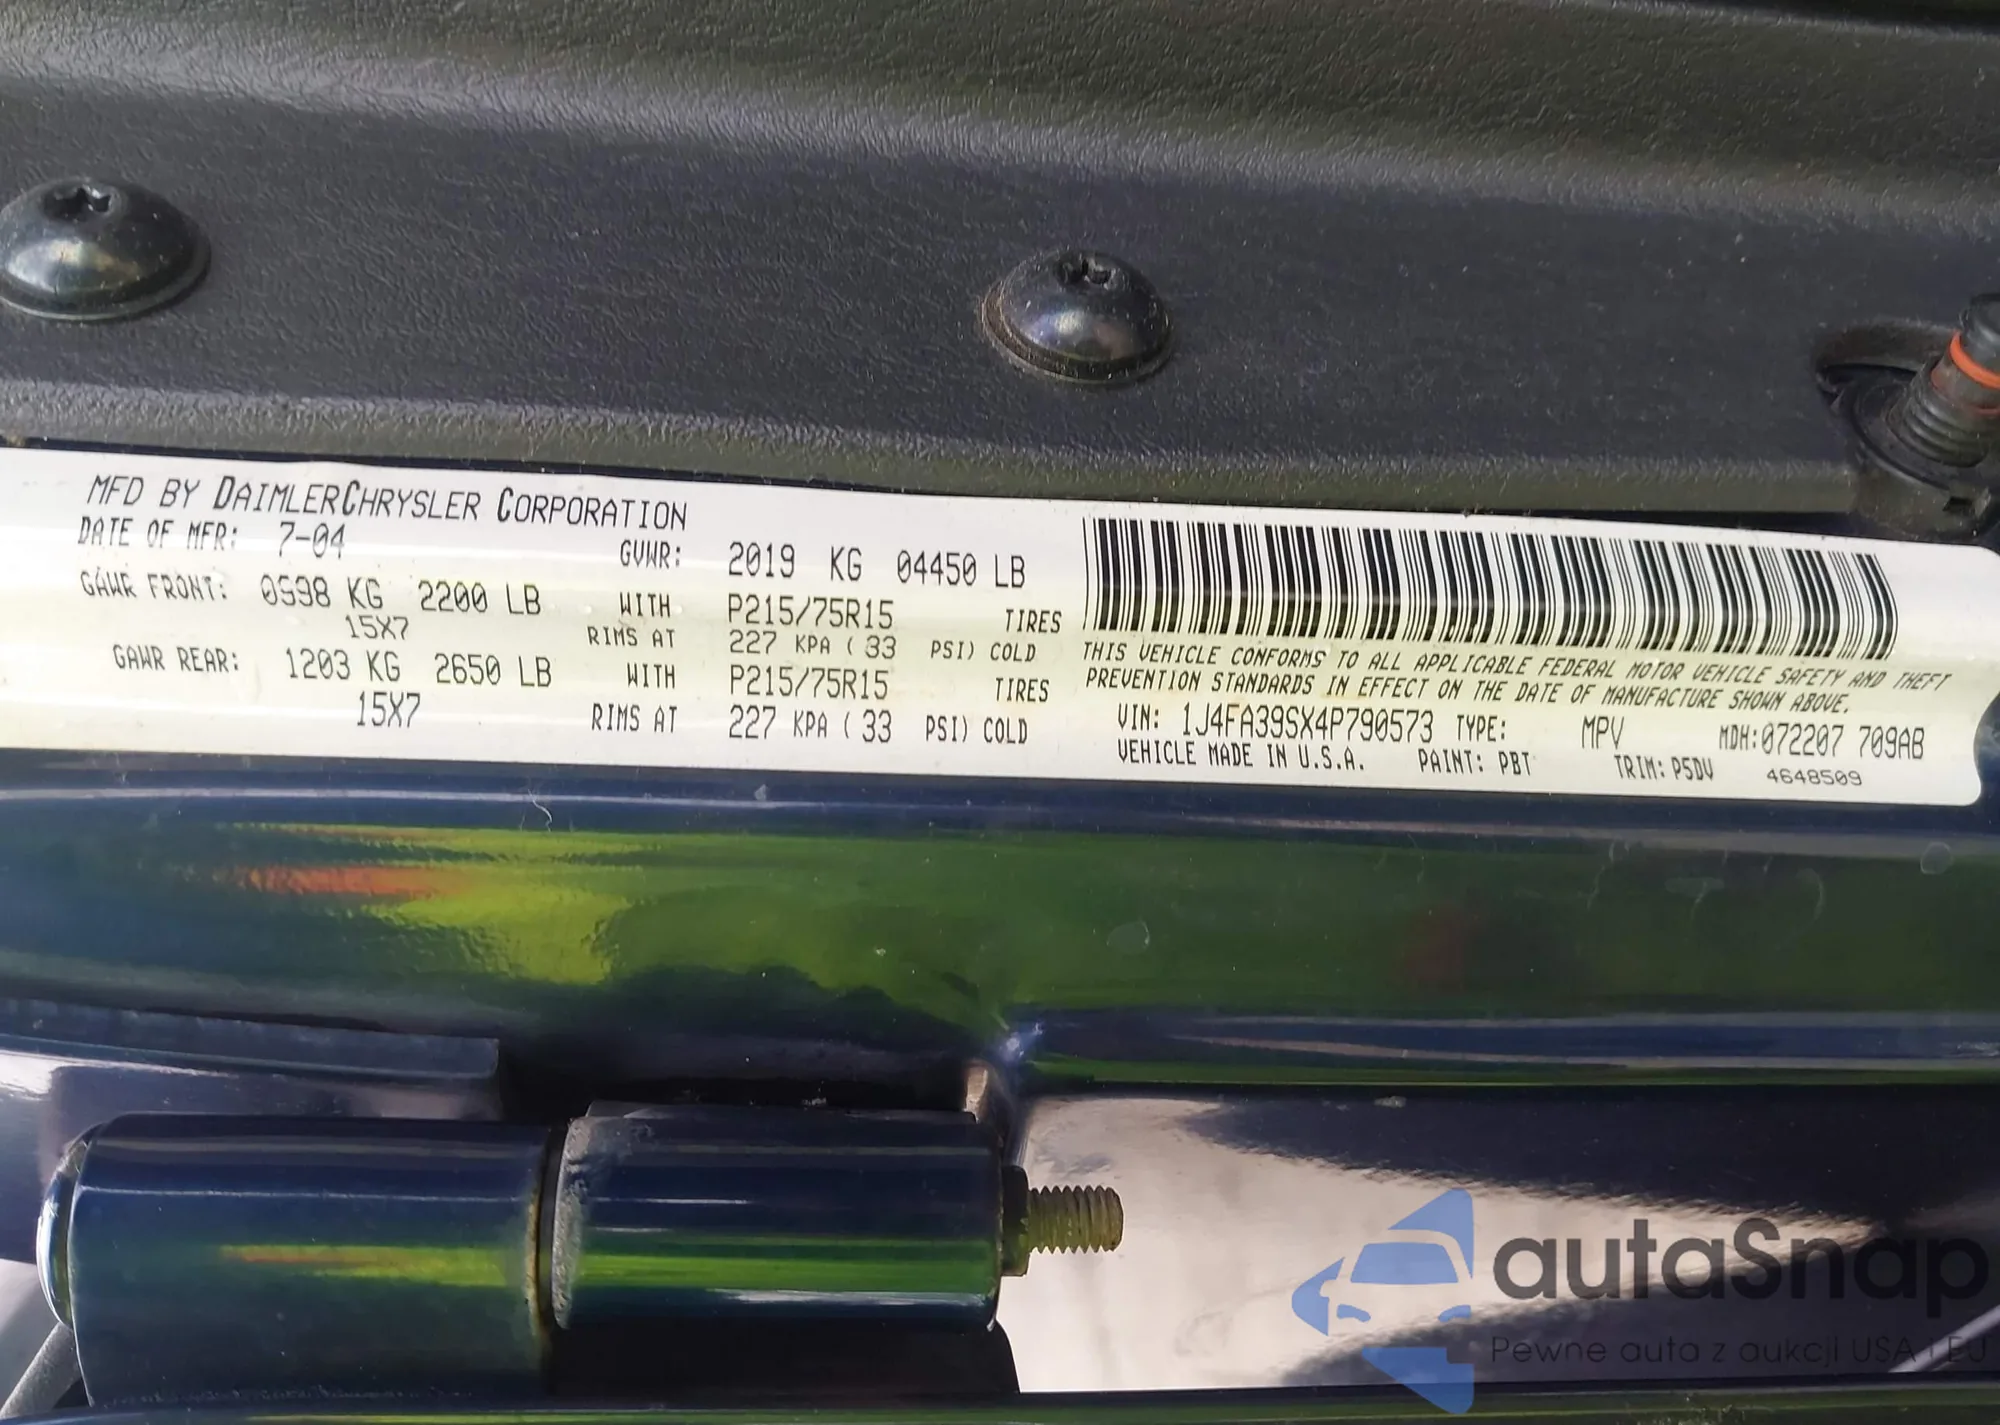 MFD BY DAIMLERCHRYSLER CORPORATION
DATE OF MFR: 7-04 GVWR: 2019 KG 04450 LB
GAWR FRONT: 0998 KG 2200 LB WITH P215/75R15 TIRES
15X7 RIMS AT 227 KPA ( 33 PSI) COLD
GAWR REAR: 1203 KG 2650 LB WITH P215/75R15 TIRES
15X7 RIMS AT 227 KPA ( 33 PSI) COLD
THIS VEHICLE CONFORMS TO ALL APPLICABLE FEDERAL MOTOR VEHICLE SAFETY AND THEFT
PREVENTION STANDARDS IN EFFECT ON THE DATE OF MANUFACTURE SHOWN ABOVE.
VIN: 1J4FA39SX4P790573 TYPE: MPV MDH:072207 709AB
VEHICLE MADE IN U.S.A. PAINT: PBT TRIM: P5DV 4648509
autaSnap
Pewne auta z aukcji USA i EU